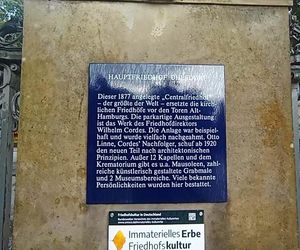 HAUPTFRIEDHOF OHLSDORF
Dieser 1877 angelegte „Centralfriedhof"
- der größte der Welt - ersetzte die kirch-
lichen Friedhöfe vor den Toren Alt-
Hamburgs. Die parkartige Ausgestaltung
ist das Werk des Friedhofdirektors
Wilhelm Cordes. Die Anlage war beispiel-
haft und wurde vielfach nachgeahmt. Otto
Linne, Cordes' Nachfolger, schuf ab 1920
den neuen Teil nach architektonischen
Prinzipien. Außer 12 Kapellen und dem
Krematorium gibt es u.a. Mausoleen, zahl-
reiche künstlerisch gestaltete Grabmale
und 2 Museumsbereiche. Viele bekannte
Persönlichkeiten wurden hier bestattet.
Friedhofskultur in Deutschland
Immaterielles Erbe
Friedhofskultur